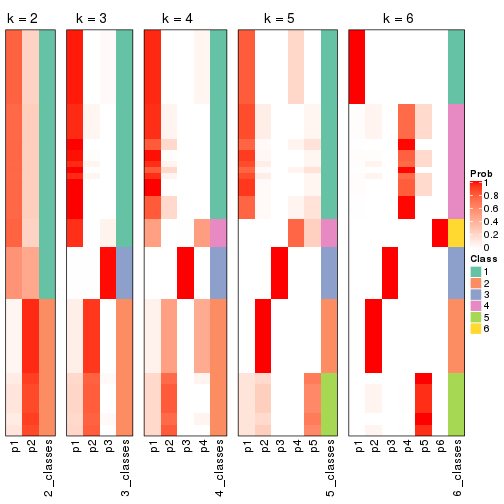 k = 2
k = 3
k = 4
k = 5
k = 6
Prob
1
0.8
0.6
0.4
0.2
0
Class
1
2
3
4
5
6
p1
p2
2_classes
p1
p2
p3
3_classes
p1
p2
p3
p4
4_classes
p1
p2
p3
p4
p5
5_classes
p1
p2
p3
p4
p5
p6
6_classes